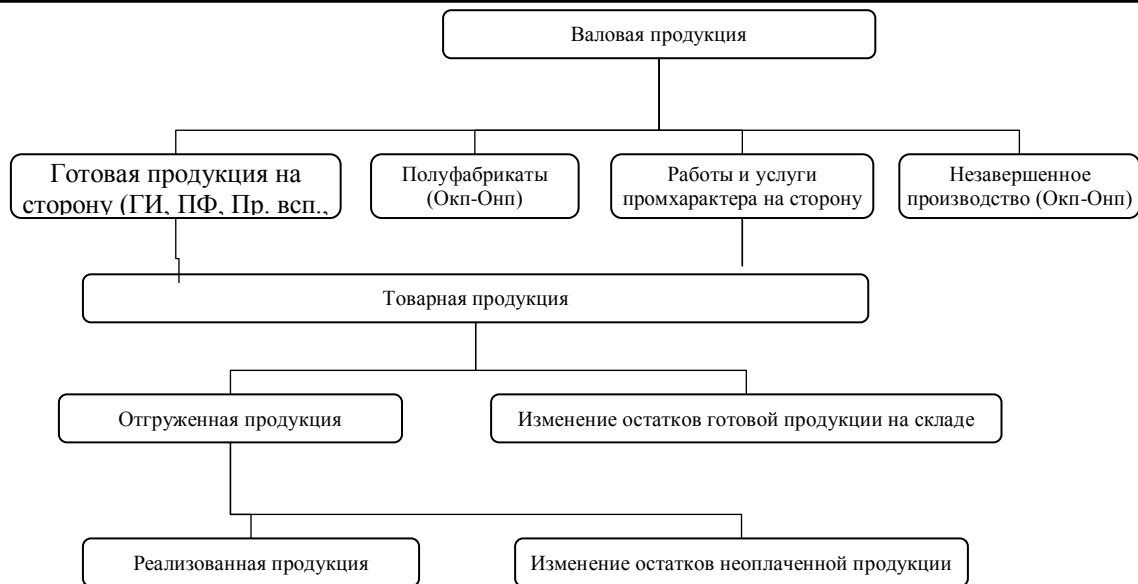 Валовая продукция
Готовая продукция на
сторону (ГИ, ПФ, Пр. всп.,
Полуфабрикаты
(Окп-Онп)
Работы и услуги
промхарактера на сторону
Незавершенное
производство (Окп-Онп)
Товарная продукция
Отгруженная продукция
Изменение остатков готовой продукции на складе
Реализованная продукция
Изменение остатков неоплаченной продукции